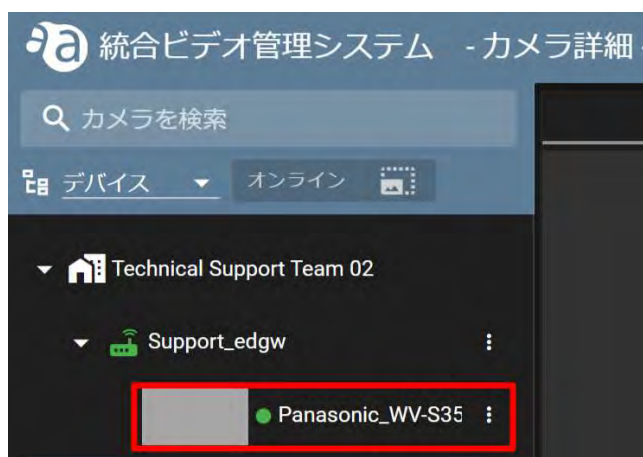 統合ビデオ管理システム - カメラ詳細 -
カメラを検索
デバイス オンライン
Technical Support Team 02
Support_edgw
Panasonic_WV-S35